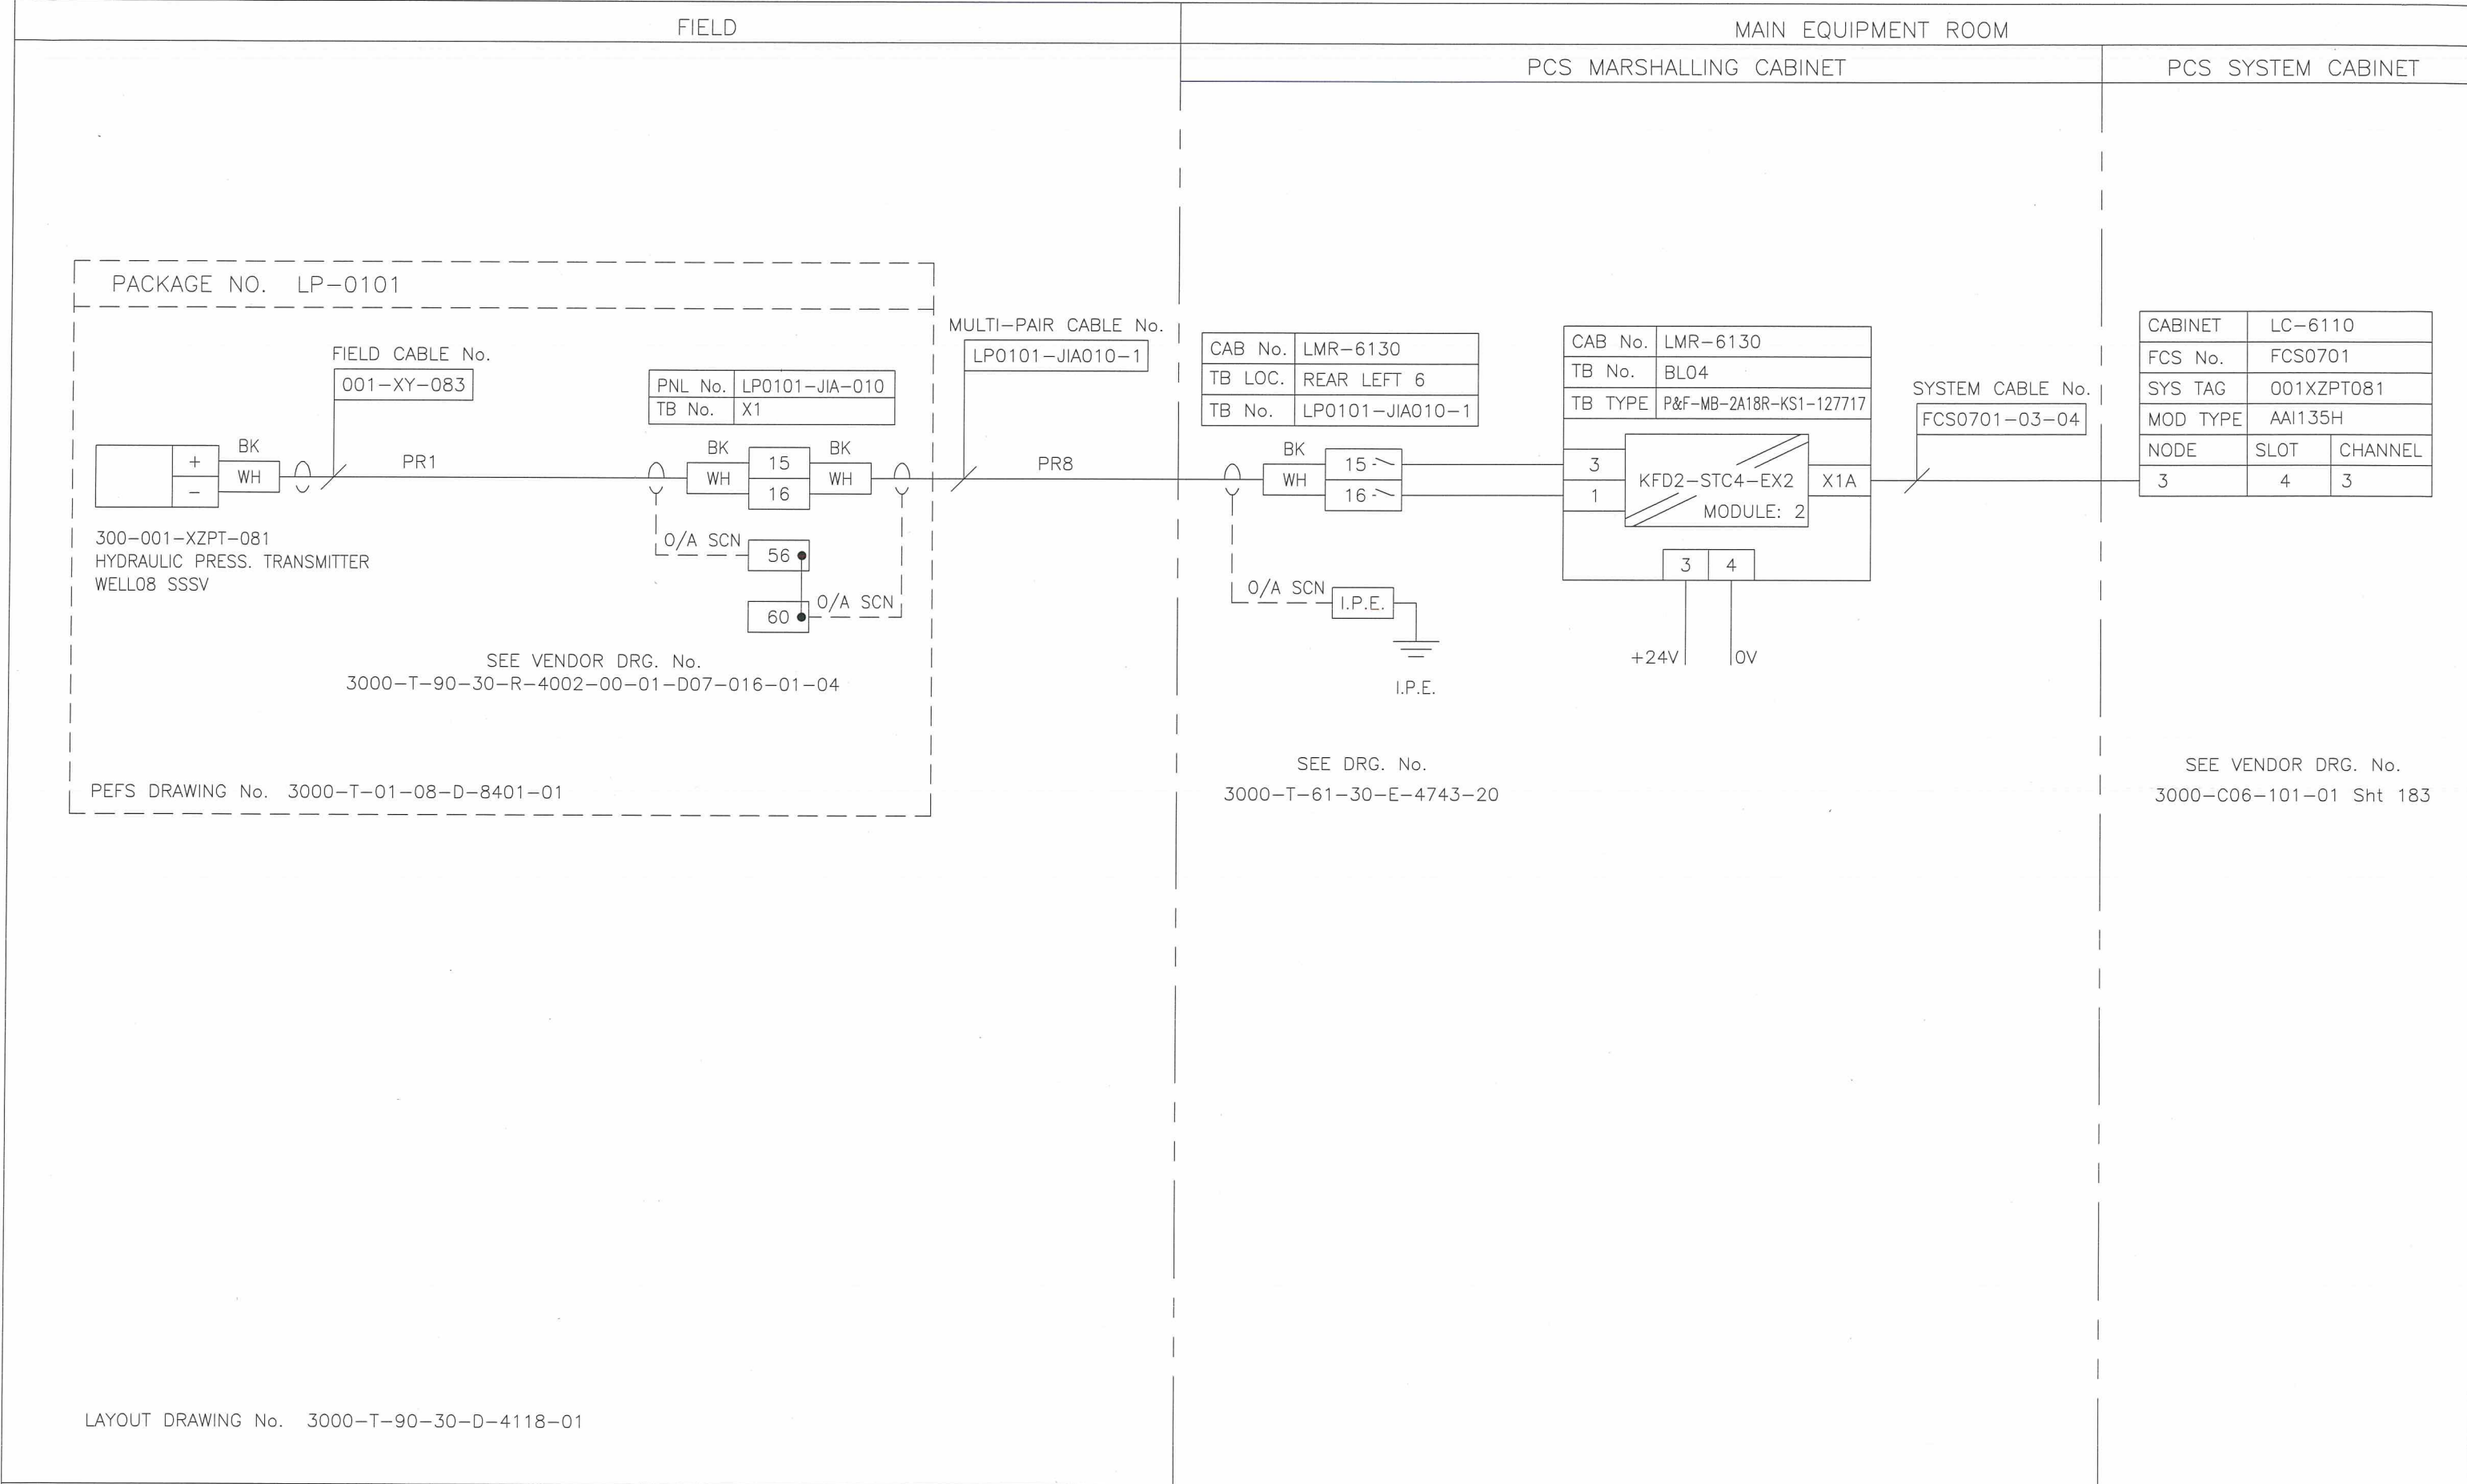 FIELD
MAIN EQUIPMENT ROOM
PCS MARSHALLING CABINET
PCS SYSTEM CABINET
PACKAGE NO. LP-0101
FIELD CABLE No.
001-XY-083
PNL No. LP0101-JIA-010
TB No. X1
MULTI-PAIR CABLE No.
LP0101-JIA010-1
+
-
BK
WH
PR1
BK
WH
15
16
BK
WH
PR8
300-001-XZPT-081
HYDRAULIC PRESS. TRANSMITTER
WELL08 SSSV
O/A SCN
56
60
O/A SCN
SEE VENDOR DRG. No.
3000-T-90-30-R-4002-00-01-D07-016-01-04
PEFS DRAWING No. 3000-T-01-08-D-8401-01
CAB No. LMR-6130
TB LOC. REAR LEFT 6
TB No. LP0101-JIA010-1
BK
WH
15
16
O/A SCN
I.P.E.
I.P.E.
SEE DRG. No.
3000-T-61-30-E-4743-20
CAB No. LMR-6130
TB No. BL04
TB TYPE P&F-MB-2A18R-KS1-127717
3
1
KFD2-STC4-EX2
MODULE: 2
X1A
3 4
+24V 0V
SYSTEM CABLE No.
FCS0701-03-04
CABINET LC-6110
FCS No. FCS0701
SYS TAG 001XZPT081
MOD TYPE AAI135H
NODE SLOT CHANNEL
3 4 3
SEE VENDOR DRG. No.
3000-C06-101-01 Sht 183
LAYOUT DRAWING No. 3000-T-90-30-D-4118-01